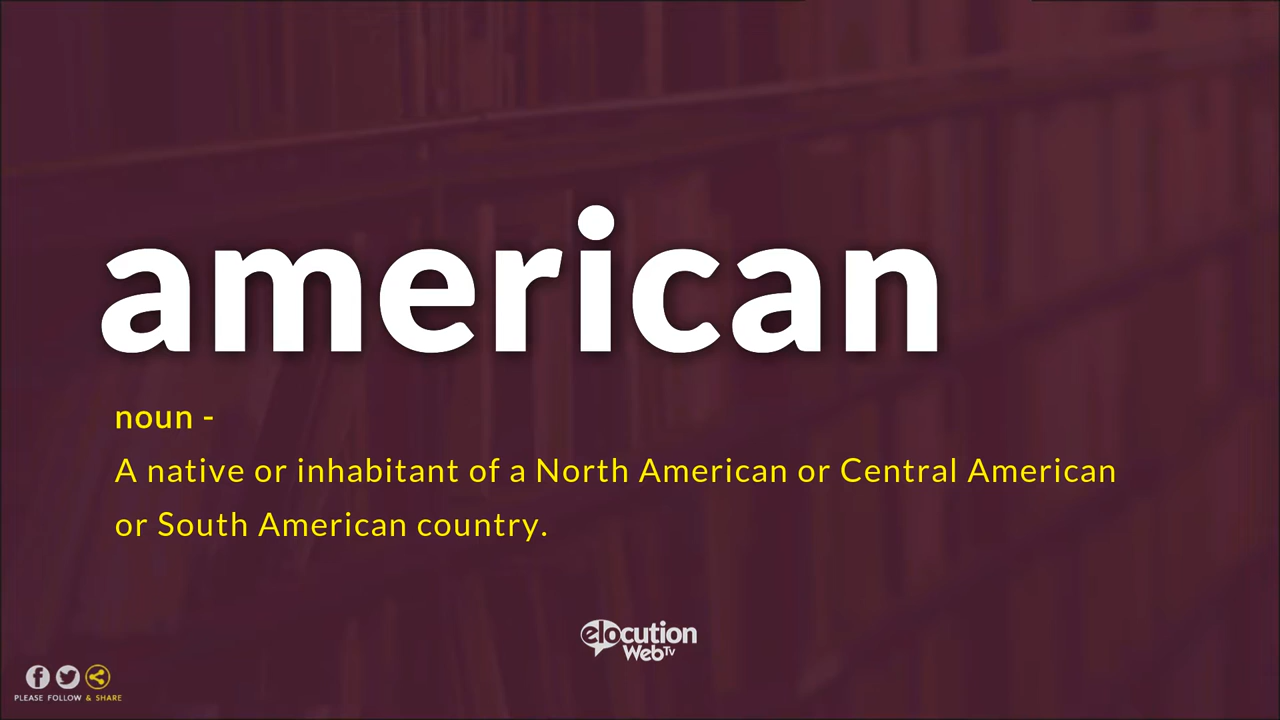 american
noun -
A native or inhabitant of a North American or Central American
or South American country.
elocution
WebTv
PLEASE FOLLOW & SHARE